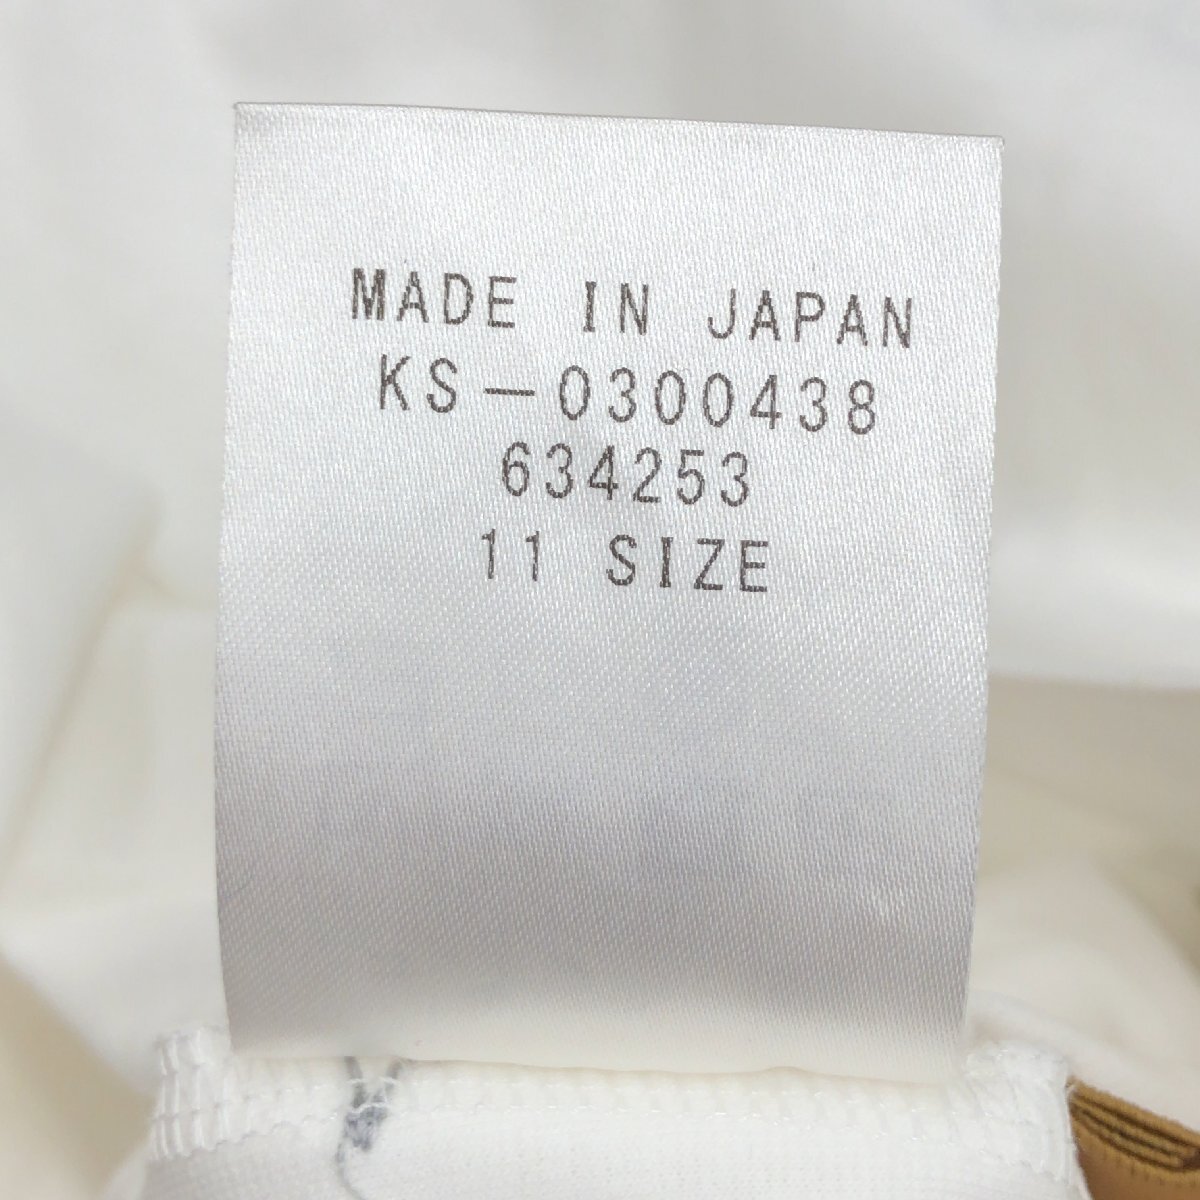 MADE IN JAPAN
KS-0300438
634253
11 SIZE